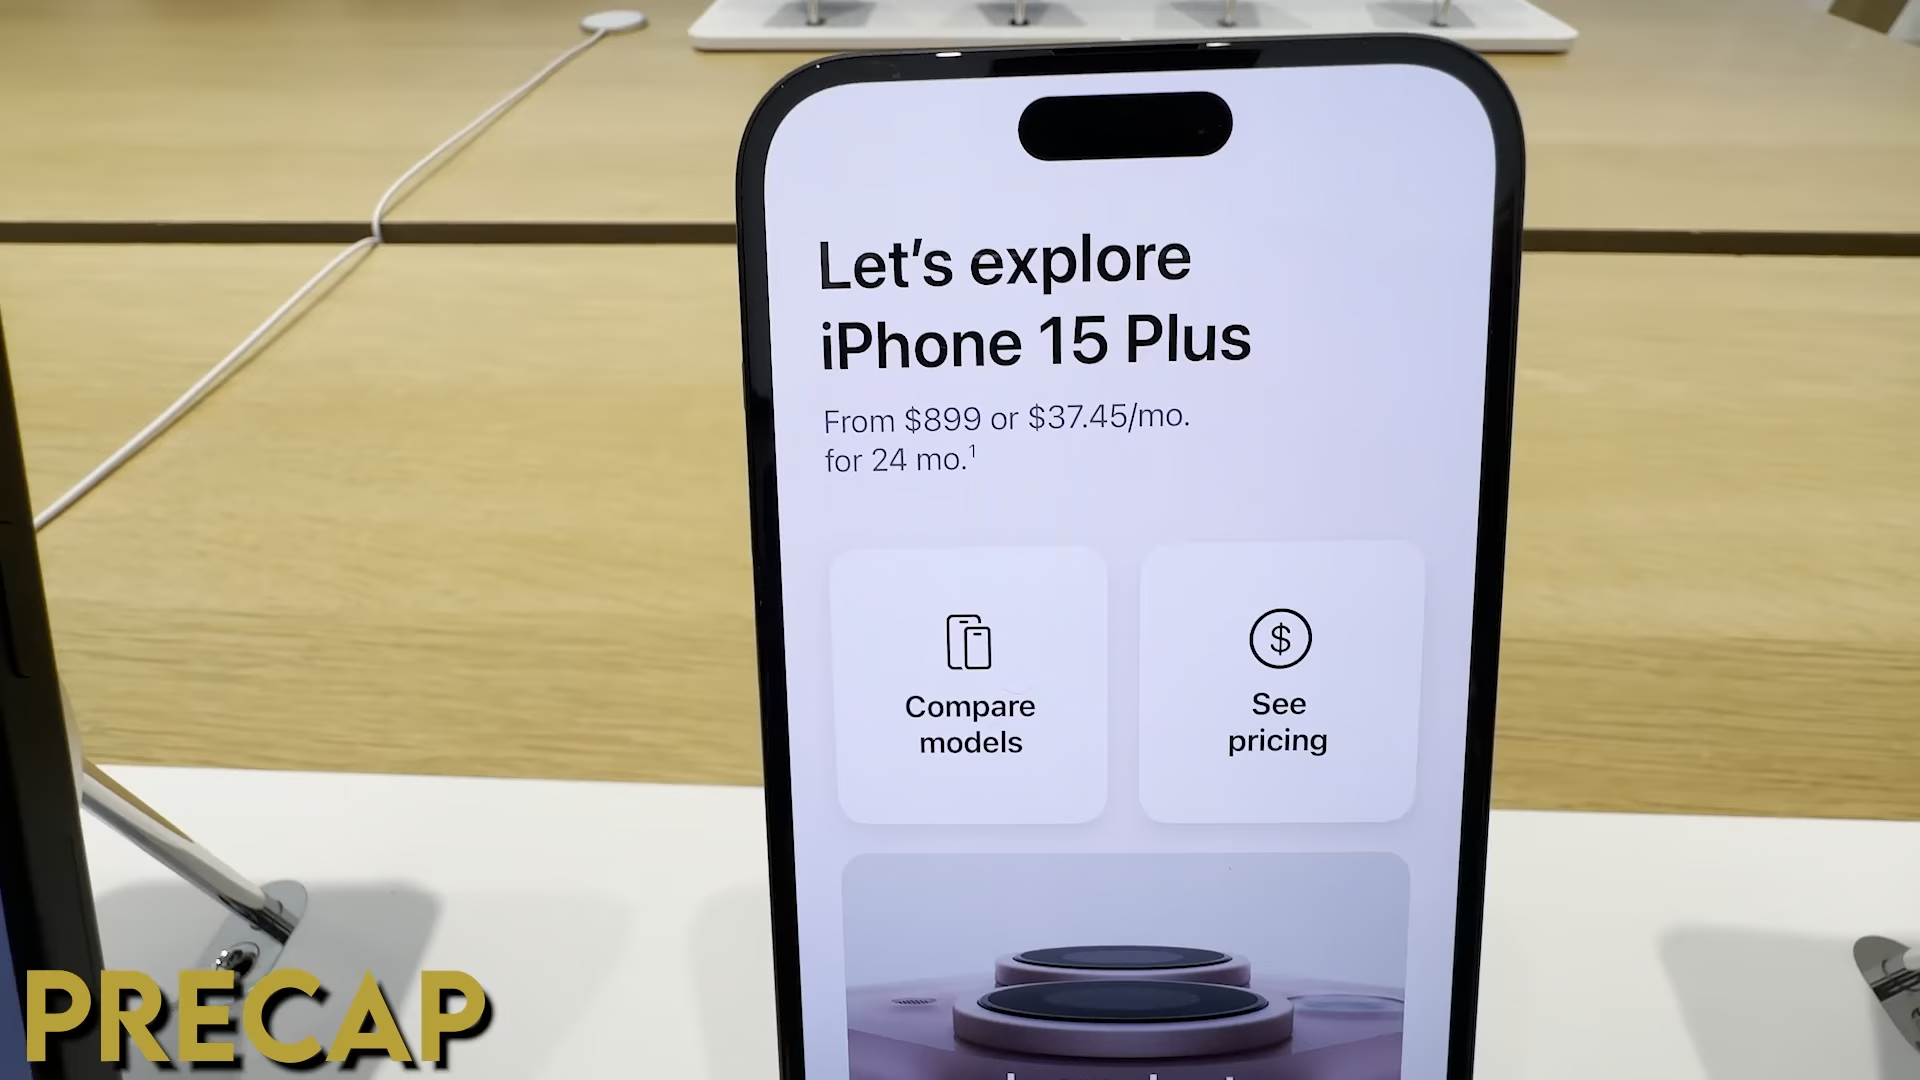 Let's explore
iPhone 15 Plus
From $899 or $37.45/mo.
for 24 mo.¹
$
Compare
models
See
pricing
PRECAP